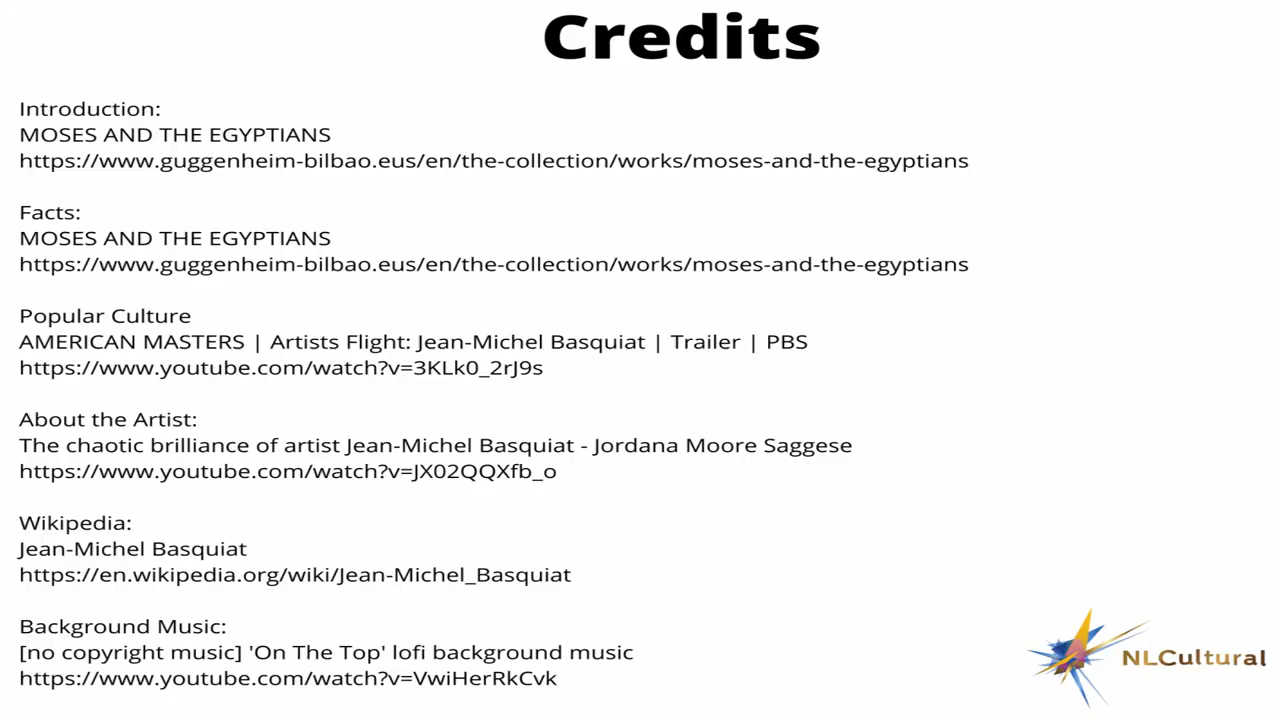 Credits
Introduction:
MOSES AND THE EGYPTIANS
https://www.guggenheim-bilbao.eus/en/the-collection/works/moses-and-the-egyptians
Facts:
MOSES AND THE EGYPTIANS
https://www.guggenheim-bilbao.eus/en/the-collection/works/moses-and-the-egyptians
Popular Culture
AMERICAN MASTERS | Artists Flight: Jean-Michel Basquiat | Trailer | PBS
https://www.youtube.com/watch?v=3KLk0_2rJ9s
About the Artist:
The chaotic brilliance of artist Jean-Michel Basquiat - Jordana Moore Saggese
https://www.youtube.com/watch?v=JX02QQXfb_o
Wikipedia:
Jean-Michel Basquiat
https://en.wikipedia.org/wiki/Jean-Michel_Basquiat
Background Music:
[no copyright music] 'On The Top' lofi background music
https://www.youtube.com/watch?v=VwiHerRkCvk
NLCultural